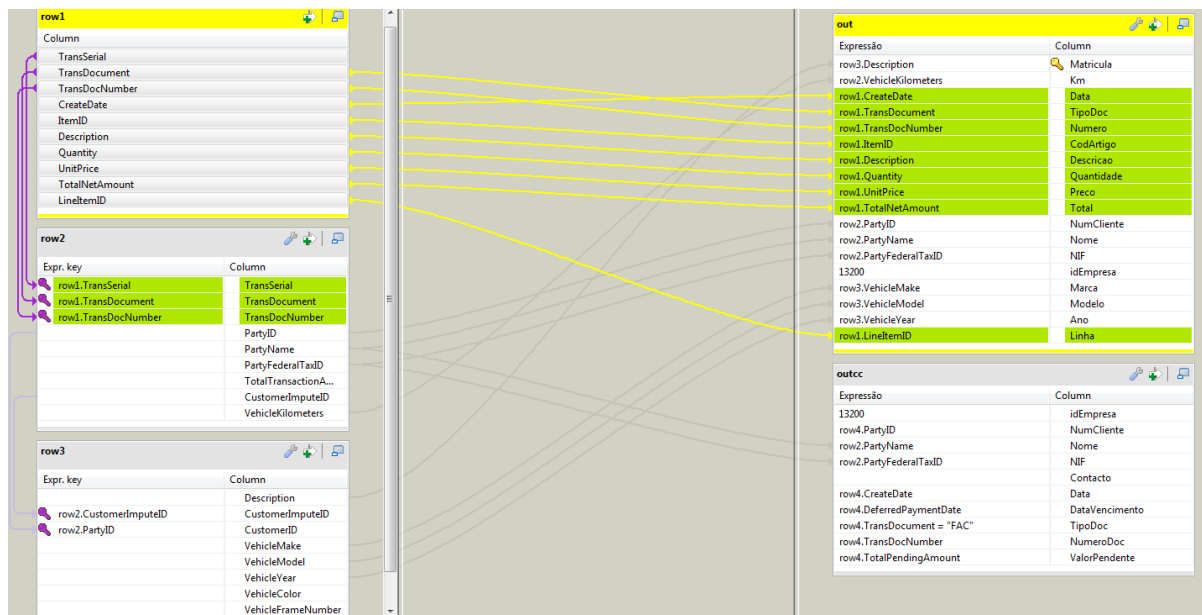 row1
Column
TransSerial
TransDocument
TransDocNumber
CreateDate
ItemID
Description
Quantity
UnitPrice
TotalNetAmount
LineItemID
row2
Expr. key Column
row1.TransSerial TransSerial
row1.TransDocument TransDocument
row1.TransDocNumber TransDocNumber
PartyID
PartyName
PartyFederalTaxID
TotalTransactionA...
CustomerImputeID
VehicleKilometers
row3
Expr. key Column
Description
row2.CustomerImputeID CustomerImputeID
row2.PartyID CustomerID
VehicleMake
VehicleModel
VehicleYear
VehicleColor
VehicleFrameNumber
out
Expressão Column
row3.Description Matricula
row2.VehicleKilometers Km
row1.CreateDate Data
row1.TransDocument TipoDoc
row1.TransDocNumber Numero
row1.ItemID CodArtigo
row1.Description Descricao
row1.Quantity Quantidade
row1.UnitPrice Preco
row1.TotalNetAmount Total
row2.PartyID NumCliente
row2.PartyName Nome
row2.PartyFederalTaxID NIF
13200 idEmpresa
row3.VehicleMake Marca
row3.VehicleModel Modelo
row3.VehicleYear Ano
row1.LineItemID Linha
outcc
Expressão Column
13200 idEmpresa
row4.PartyID NumCliente
row2.PartyName Nome
row2.PartyFederalTaxID NIF
Contacto
row4.CreateDate Data
row4.DeferredPaymentDate DataVencimento
row4.TransDocument = "FAC" TipoDoc
row4.TransDocNumber NumeroDoc
row4.TotalPendingAmount ValorPendente